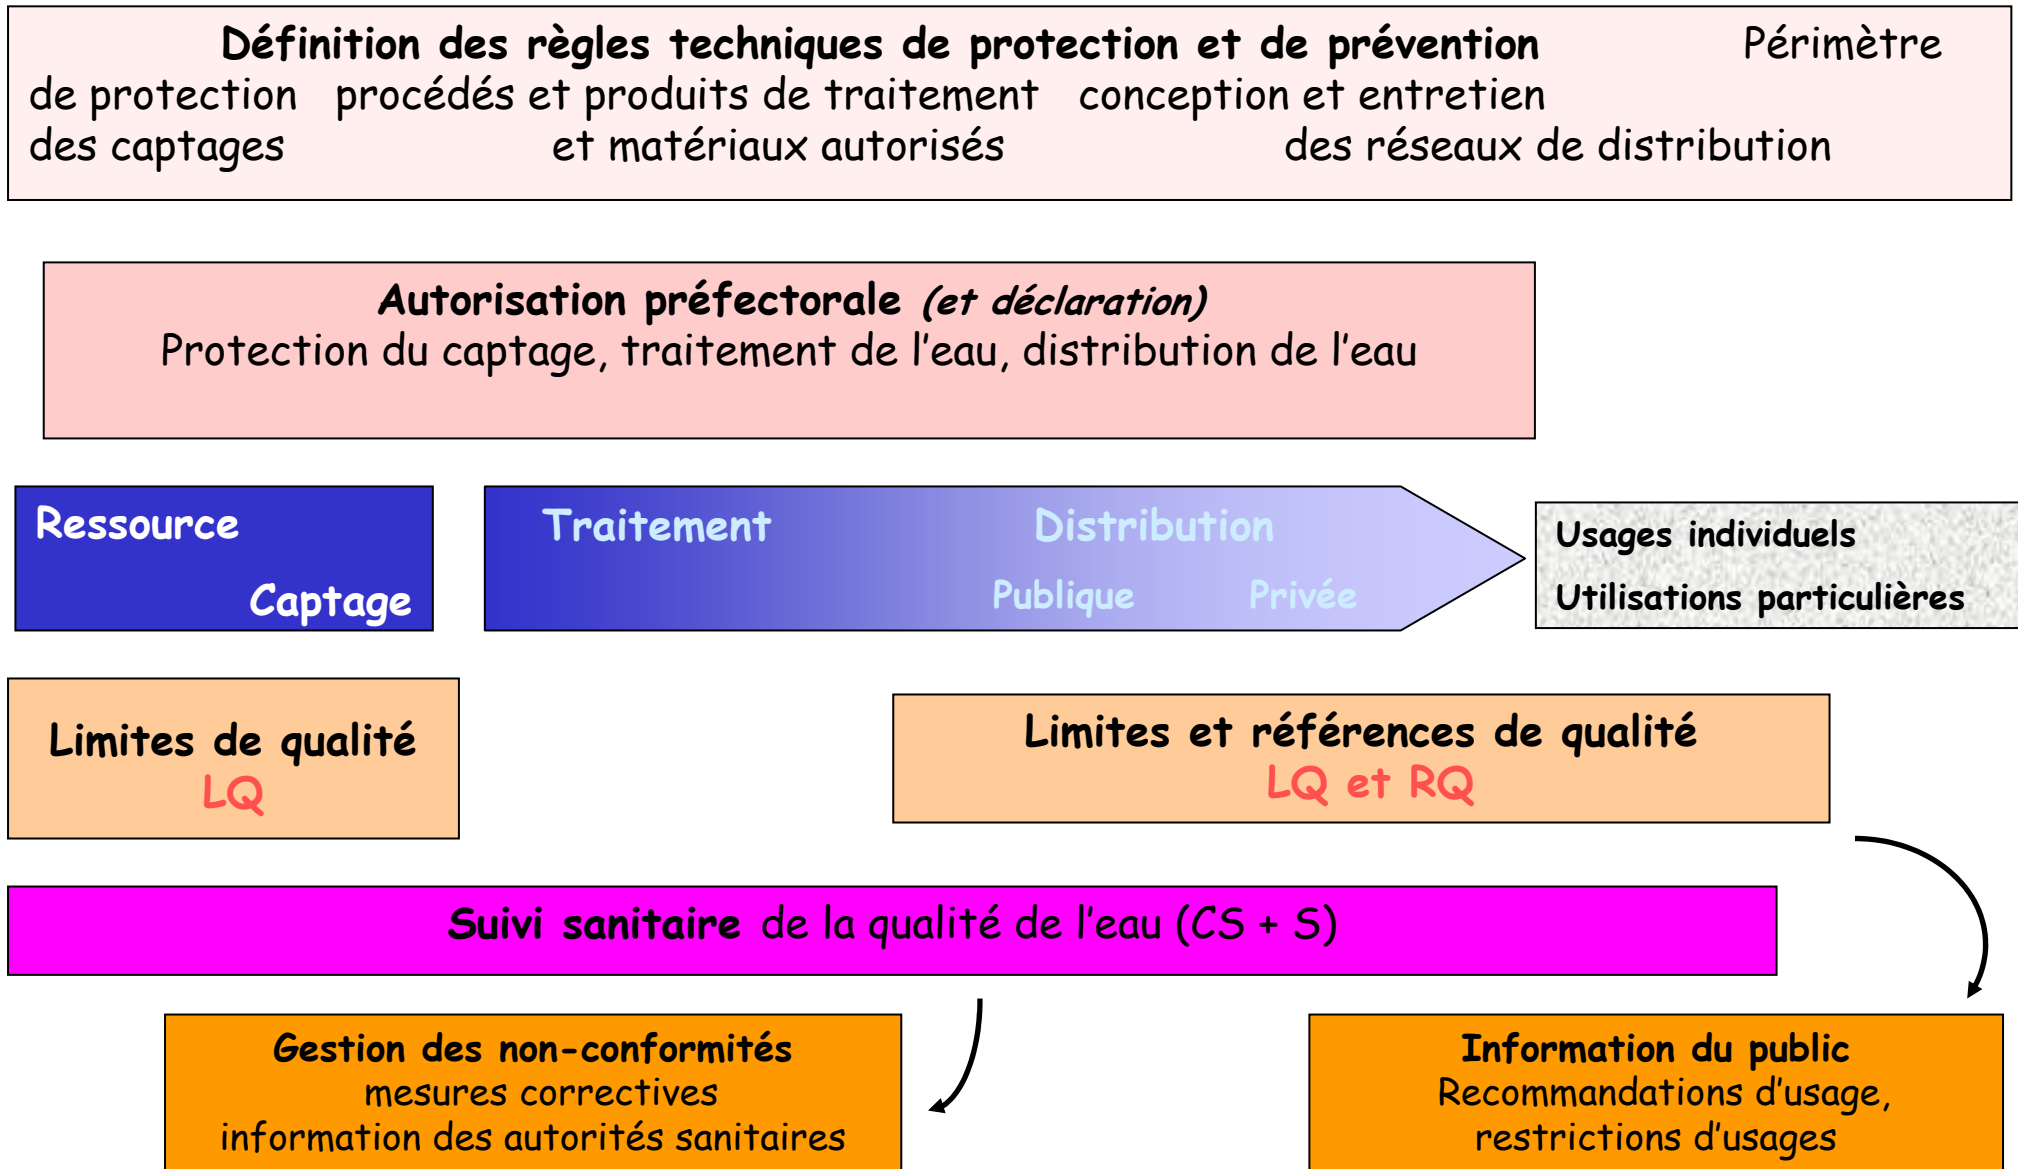 Définition des règles techniques de protection et de prévention Périmètre
de protection procédés et produits de traitement conception et entretien
des captages et matériaux autorisés des réseaux de distribution
Autorisation préfectorale (et déclaration)
Protection du captage, traitement de l'eau, distribution de l'eau
Ressource
Captage
Traitement Distribution
Publique Privée
Usages individuels
Utilisations particulières
Limites de qualité
LQ
Limites et références de qualité
LQ et RQ
Suivi sanitaire de la qualité de l'eau (CS + S)
Gestion des non-conformités
mesures correctives
information des autorités sanitaires
Information du public
Recommandations d'usage,
restrictions d'usages